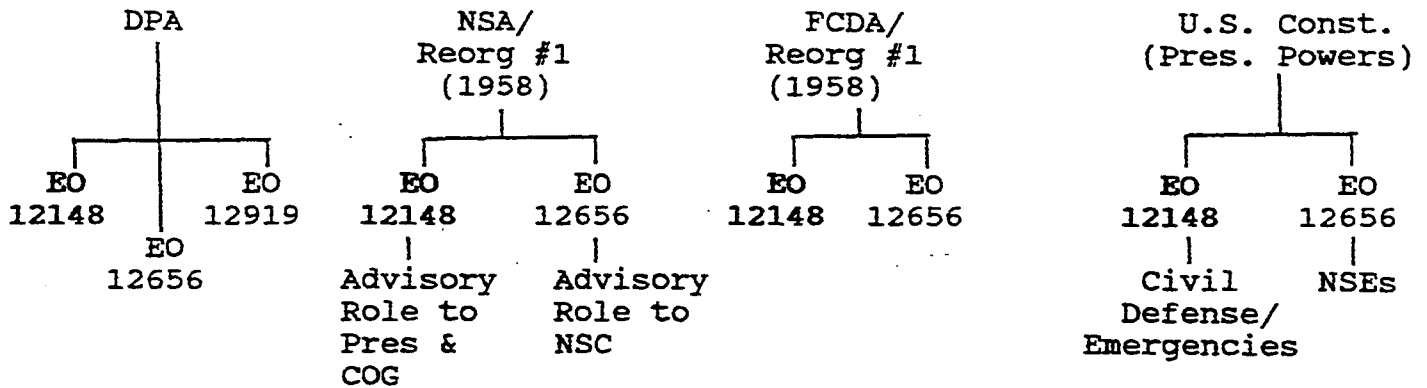 DPA
EO
12148
EO
12656
EO
12919
NSA/
Reorg #1
(1958)
EO
12148
Advisory
Role to
Pres &
COG
EO
12656
Advisory
Role to
NSC
FCDA/
Reorg #1
(1958)
EO
12148
EO
12656
U.S. Const.
(Pres. Powers)
EO
12148
Civil
Defense/
Emergencies
EO
12656
NSEs